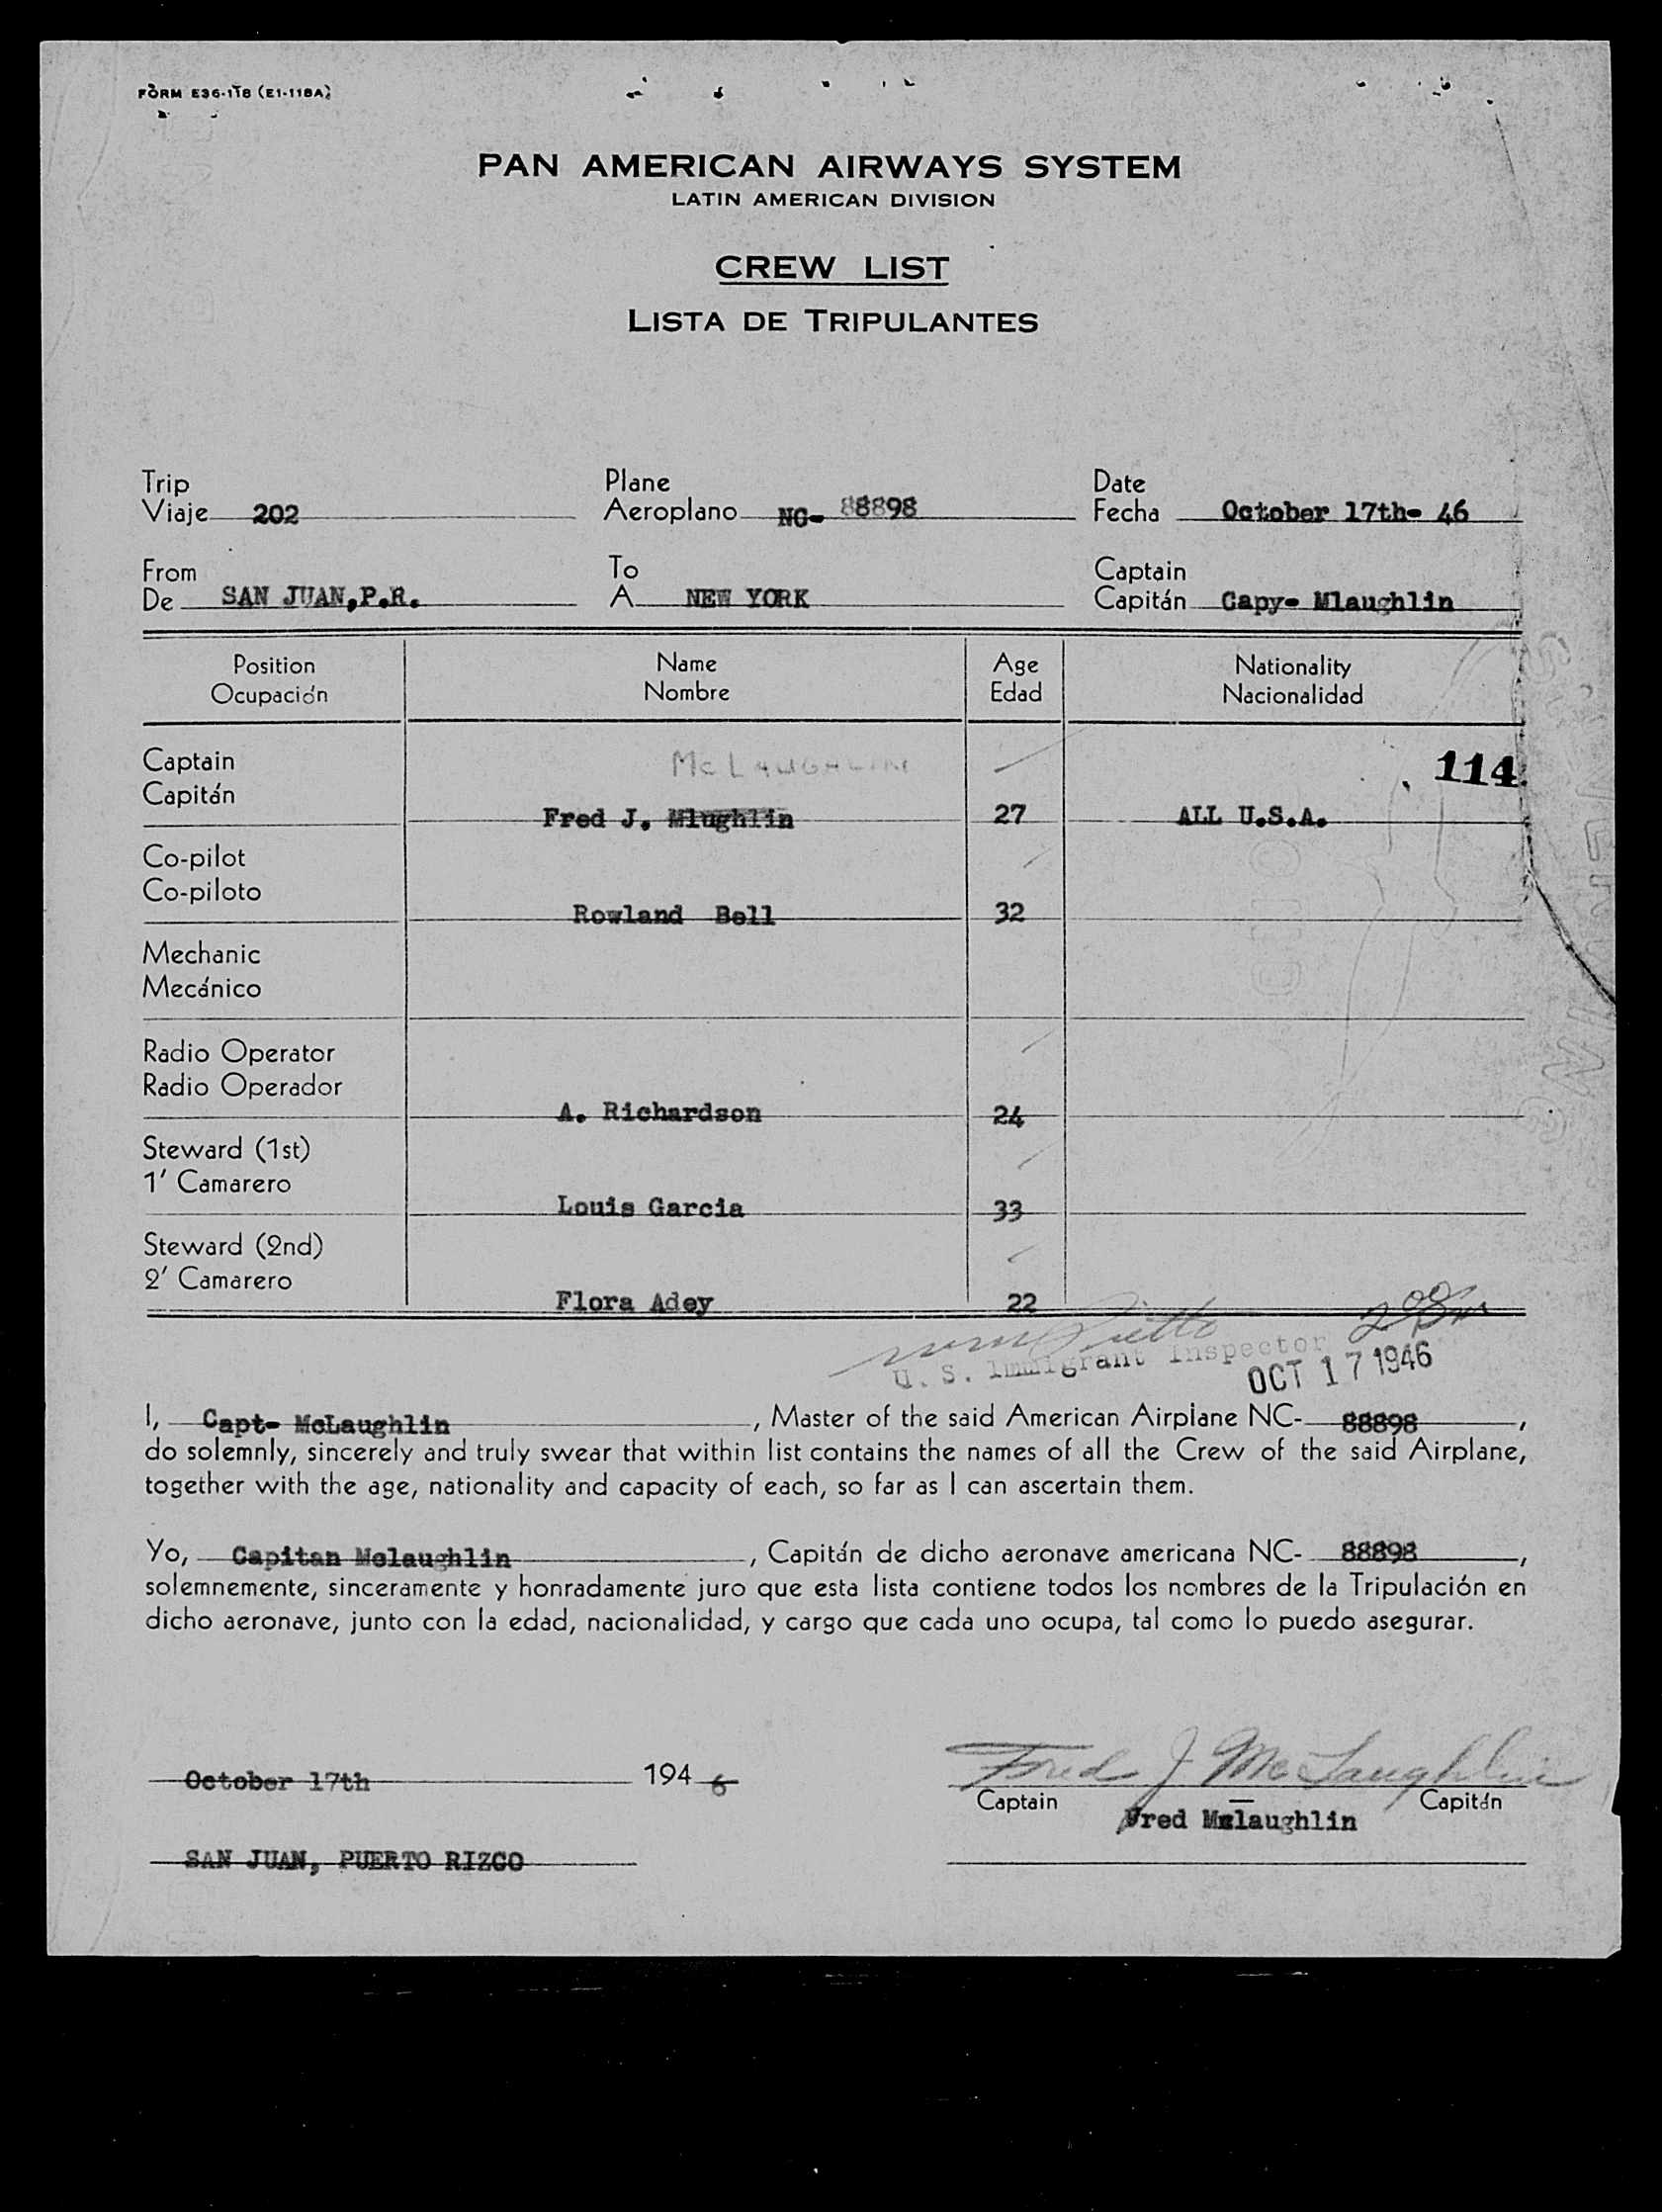 FORM E36-118 (E1-118A)
PAN AMERICAN AIRWAYS SYSTEM
LATIN AMERICAN DIVISION
CREW LIST
LISTA DE TRIPULANTES
Trip
Viaje 202
Plane
Aeroplano NC- 88898
Date
Fecha October 17th- 46
From
De SAN JUAN,P.R.
To
A NEW YORK
Captain
Capitán Capy- Mlaughlin
Position
Ocupación
Name
Nombre
Age
Edad
Nationality
Nacionalidad
Captain
Capitán
McLAUGHLIN
Fred J. Mlughlin 27 ALL U.S.A.
114
Co-pilot
Co-piloto
Rowland Bell 32
Mechanic
Mecánico
Radio Operator
Radio Operador
A. Richardson 24
Steward (1st)
1' Camarero
Louis Garcia 33
Steward (2nd)
2' Camarero
Flora Adey 22
U. S. Immigrant Inspector
OCT 17 1946
I, Capt- McLaughlin, Master of the said American Airplane NC- 88898,
do solemnly, sincerely and truly swear that within list contains the names of all the Crew of the said Airplane,
together with the age, nationality and capacity of each, so far as I can ascertain them.
Yo, Capitan Mclaughlin, Capitán de dicho aeronave americana NC- 88898,
solemnemente, sinceramente y honradamente juro que esta lista contiene todos los nombres de la Tripulación en
dicho aeronave, junto con la edad, nacionalidad, y cargo que cada uno ocupa, tal como lo puedo asegurar.
October 17th 194 6
Fred J McLaughlin
Captain Capitán
Fred Mclaughlin
SAN JUAN, PUERTO RIZCO